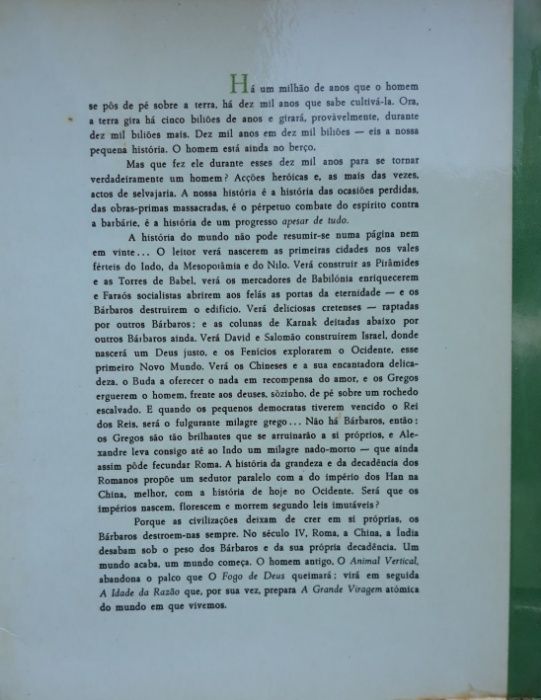 Há um milhão de anos que o homem
se pôs de pé sobre a terra, há dez mil anos que sabe cultivá-la. Ora,
a terra gira há cinco biliões de anos e girará, provàvelmente, durante
dez mil biliões mais. Dez mil anos em dez mil biliões — eis a nossa
pequena história. O homem está ainda no berço.
Mas que fez ele durante esses dez mil anos para se tornar
verdadeiramente um homem? Acções heróicas e, as mais das vezes,
actos de selvajaria. A nossa história é a história das ocasiões perdidas,
das obras-primas massacradas, é o pérpetuo combate do espírito contra
a barbárie, é a história de um progresso apesar de tudo.
A história do mundo não pode resumir-se numa página nem
em vinte... O leitor verá nascerem as primeiras cidades nos vales
férteis do Indo, da Mesopotâmia e do Nilo. Verá construir as Pirâmides
e as Torres de Babel, verá os mercadores de Babilónia enriquecerem
e Faraós socialistas abrirem aos felás as portas da eternidade — e os
Bárbaros destruírem o edifício. Verá deliciosas cretenses — raptadas
por outros Bárbaros; e as colunas de Karnak deitadas abaixo por
outros Bárbaros ainda. Verá David e Salomão construírem Israel, donde
nascerá um Deus justo, e os Fenícios explorarem o Ocidente, esse
primeiro Novo Mundo. Verá os Chineses e a sua encantadora delica-
deza, o Buda a oferecer o nada em recompensa do amor, e os Gregos
erguerem o homem, frente aos deuses, sòzinho, de pé sobre um rochedo
escalvado. E quando os pequenos democratas tiverem vencido o Rei
dos Reis, será o fulgurante milagre grego... Não há Bárbaros, então;
os Gregos são tão brilhantes que se arruinarão a si próprios, e Ale-
xandre leva consigo até ao Indo um milagre nado-morto — que ainda
assim pôde fecundar Roma. A história da grandeza e da decadência dos
Romanos propõe um sedutor paralelo com a do império dos Han na
China, melhor, com a história de hoje no Ocidente. Será que os
impérios nascem, florescem e morrem segundo leis imutáveis?
Porque as civilizações deixam de crer em si próprias, os
Bárbaros destroem-nas sempre. No século IV, Roma, a China, a Índia
desabam sob o peso dos Bárbaros e da sua própria decadência. Um
mundo acaba, um mundo começa. O homem antigo, O Animal Vertical,
abandona o palco que O Fogo de Deus queimará; virá em seguida
A Idade da Razão que, por sua vez, prepara A Grande Viragem atómica
do mundo em que vivemos.